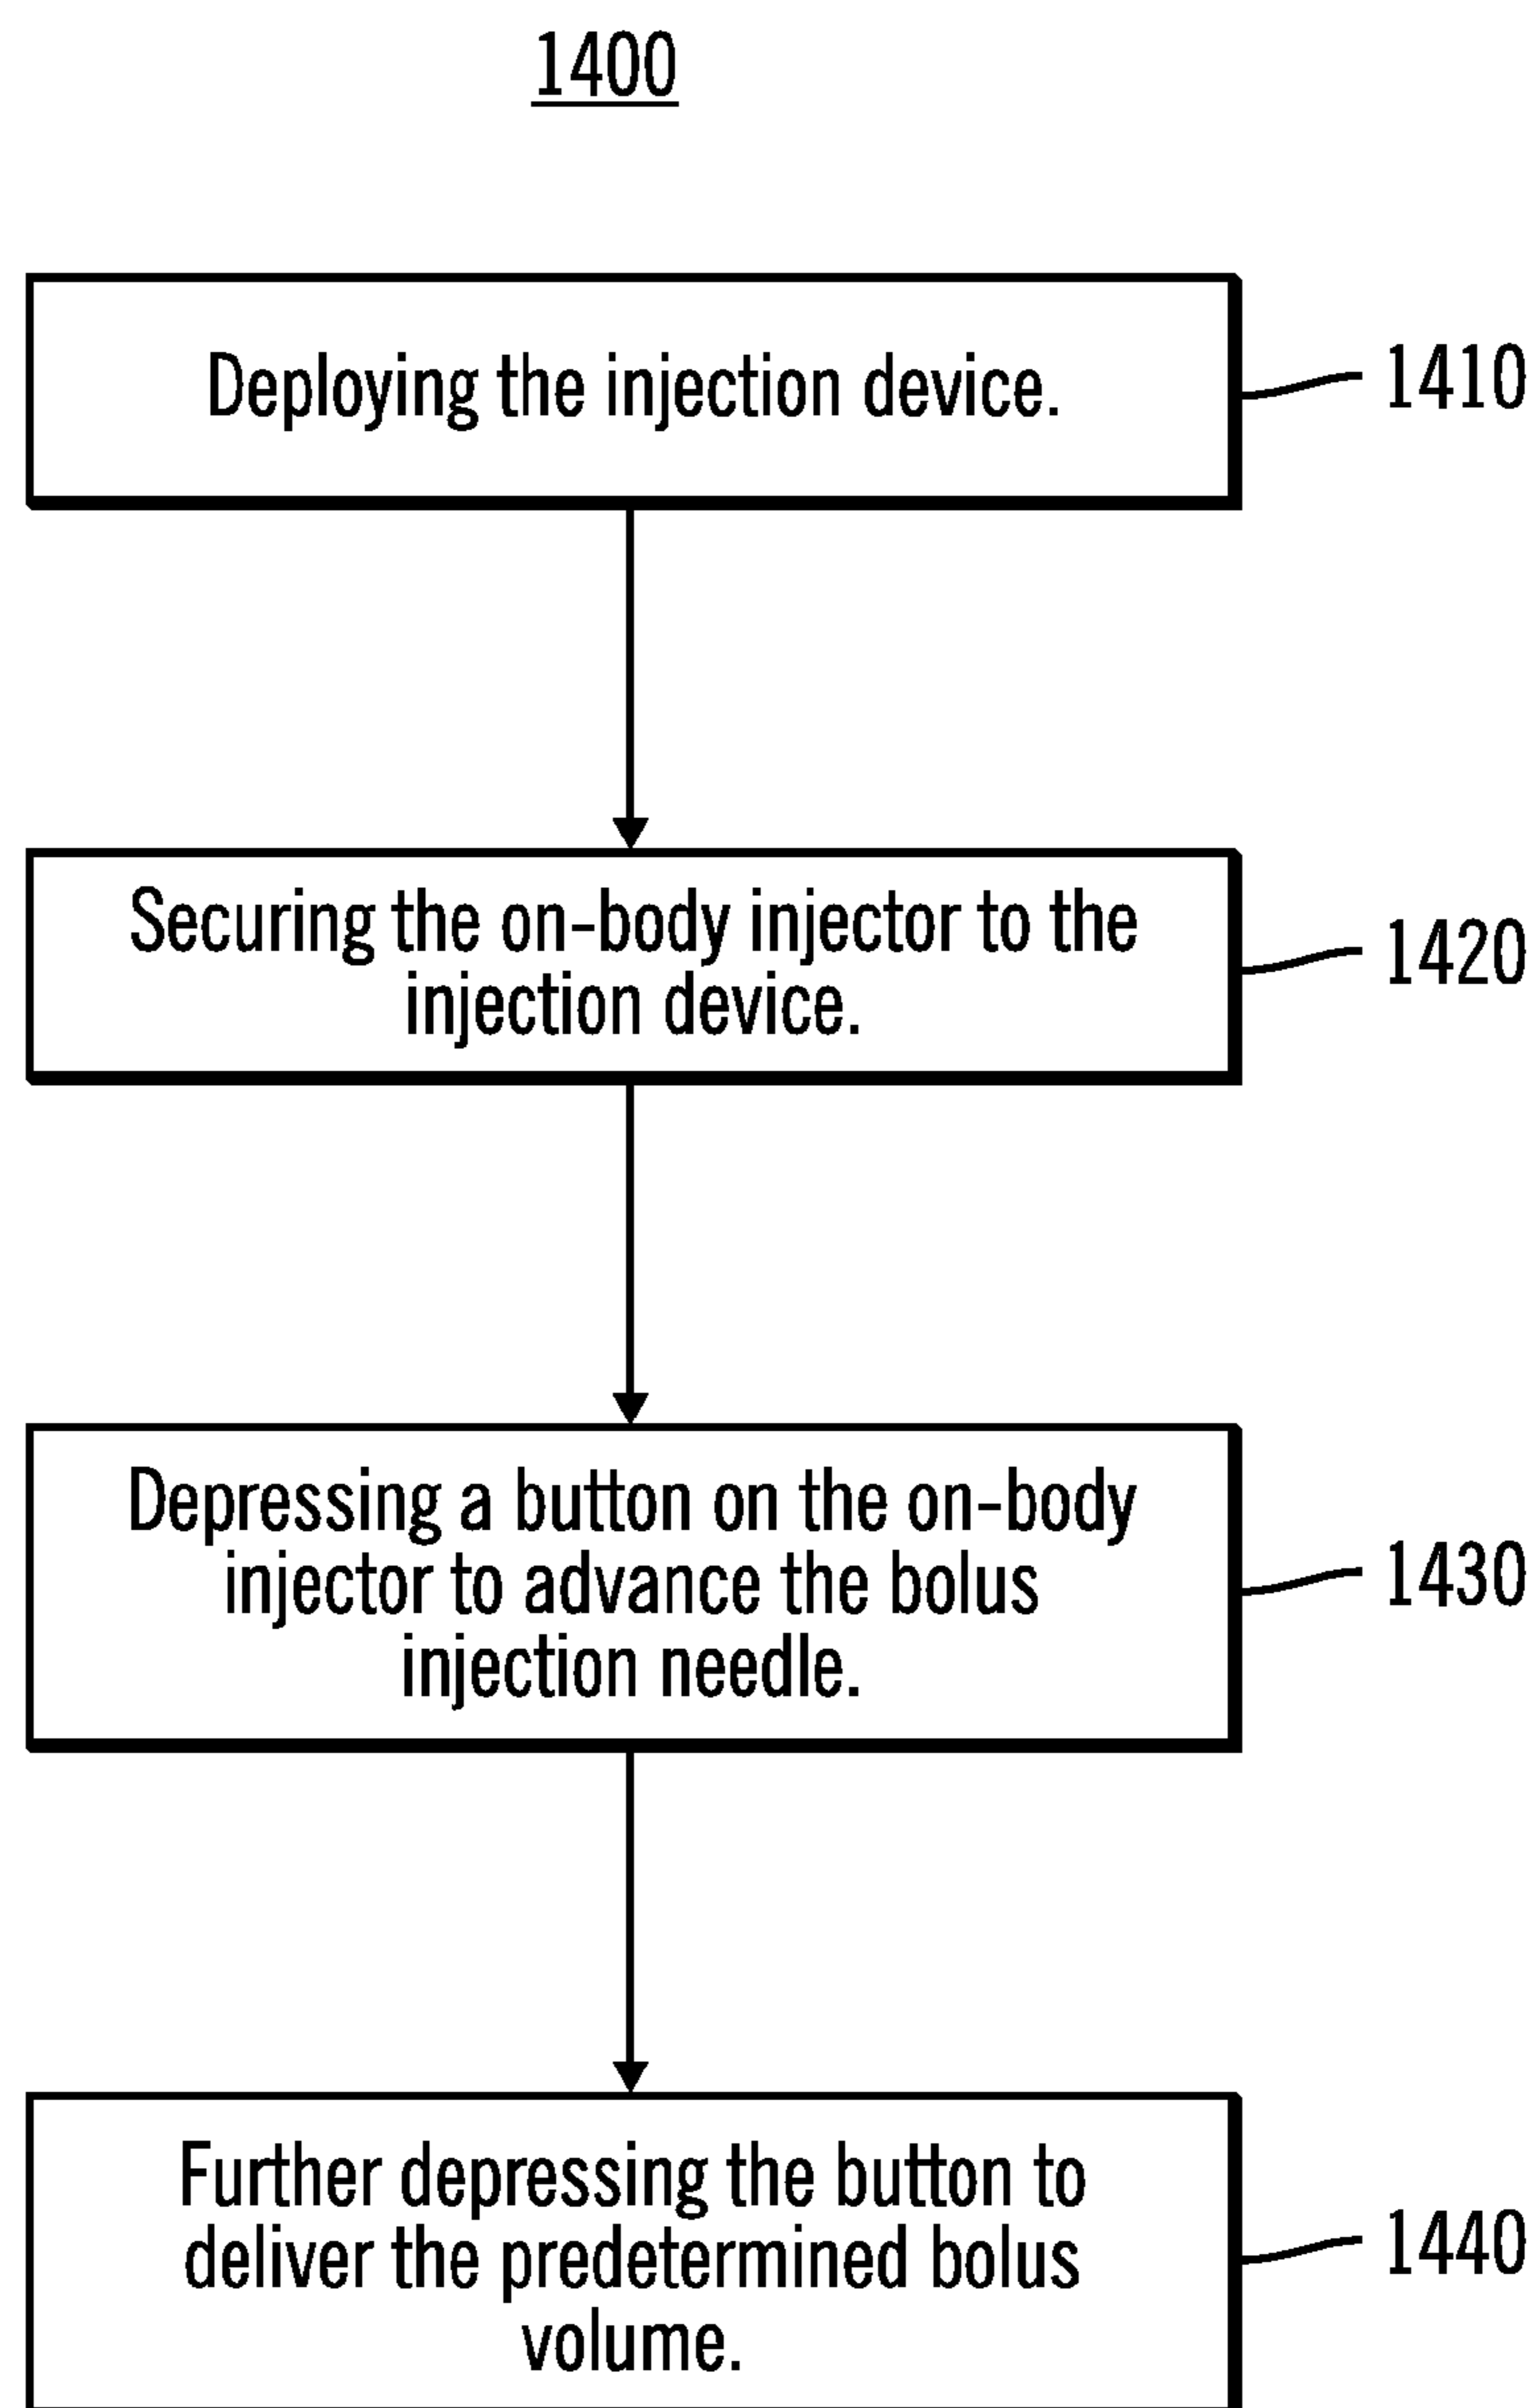 1400
Deploying the injection device.
1410
Securing the on-body injector to the
injection device.
1420
Depressing a button on the on-body
injector to advance the bolus
injection needle.
1430
Further depressing the button to
deliver the predetermined bolus
volume.
1440